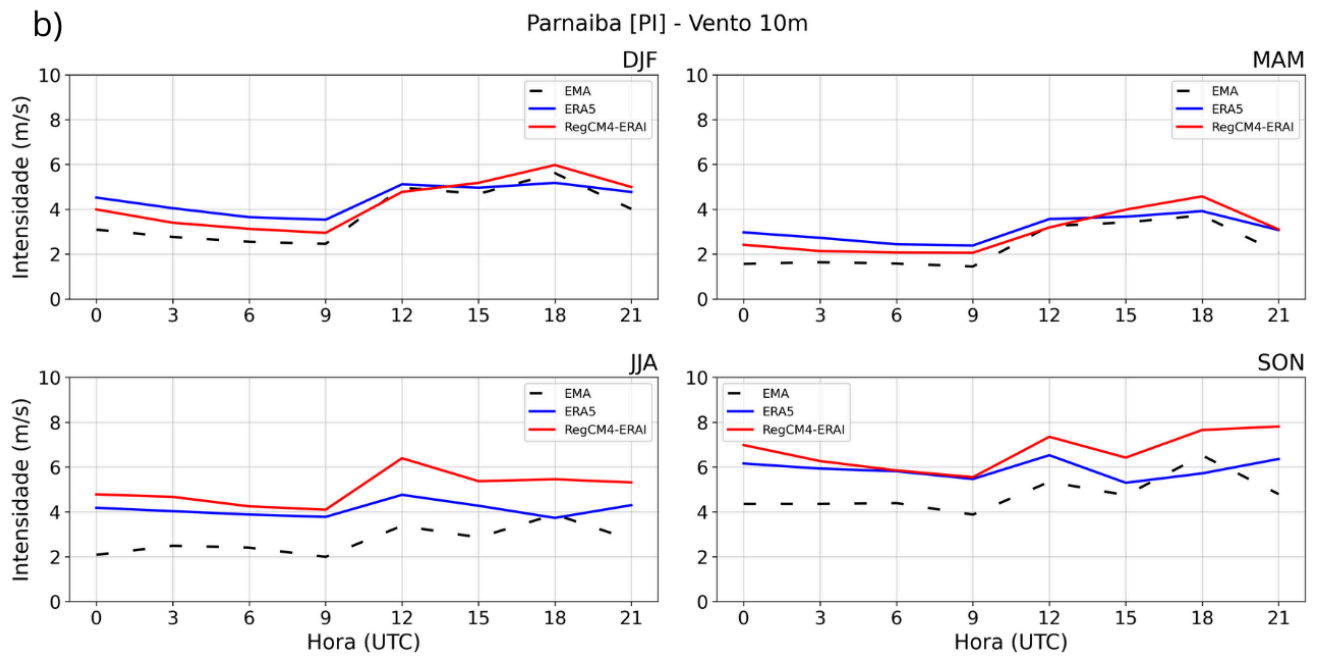 b)
Parnaiba [PI] - Vento 10m
DJF
Intensidade (m/s)
10
8
6
4
2
0
EMA
ERA5
RegCM4-ERAI
0 3 6 9 12 15 18 21
MAM
10
8
6
4
2
0
EMA
ERA5
RegCM4-ERAI
0 3 6 9 12 15 18 21
JJA
Intensidade (m/s)
10
8
6
4
2
0
EMA
ERA5
RegCM4-ERAI
0 3 6 9 12 15 18 21
Hora (UTC)
SON
10
8
6
4
2
0
EMA
ERA5
RegCM4-ERAI
0 3 6 9 12 15 18 21
Hora (UTC)